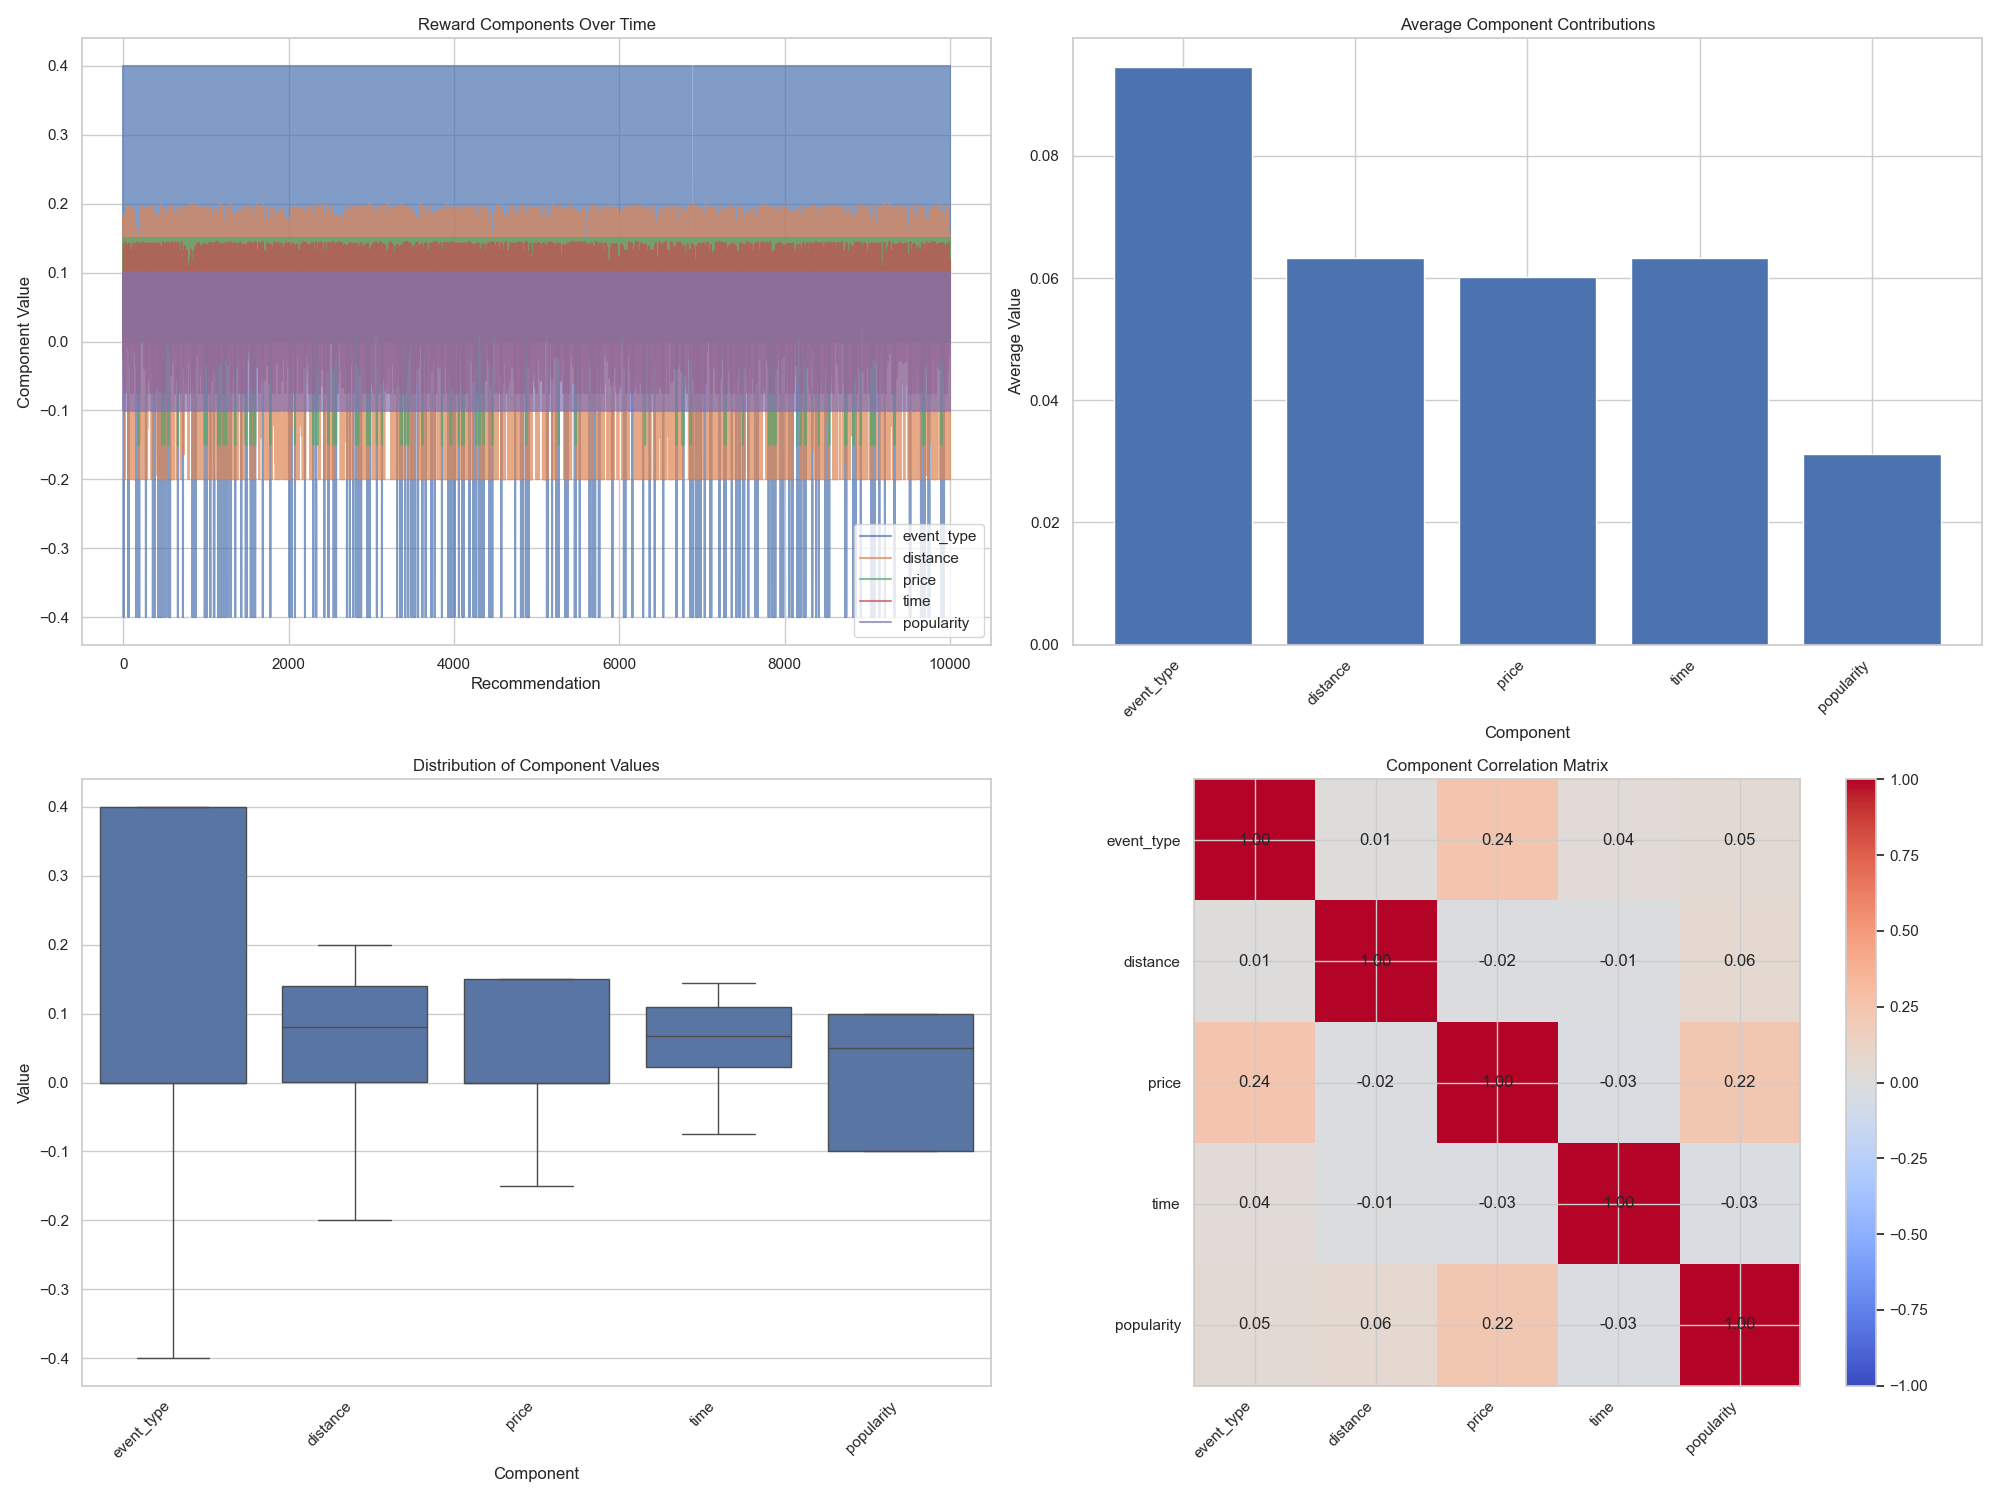 Reward Components Over Time
0.4
0.3
0.2
0.1
0.0
−0.1
−0.2
−0.3
−0.4
Component Value
0
2000
4000
6000
8000
10000
Recommendation
event_type
distance
price
time
popularity
Average Component Contributions
0.08
0.06
0.04
0.02
0.00
Average Value
event_type
distance
price
time
popularity
Component
Distribution of Component Values
0.4
0.3
0.2
0.1
0.0
−0.1
−0.2
−0.3
−0.4
Value
event_type
distance
price
time
popularity
Component
Component Correlation Matrix
event_type 1.00 0.01 0.24 0.04 0.05
distance 0.01 1.00 -0.02 -0.01 0.06
price 0.24 -0.02 1.00 -0.03 0.22
time 0.04 -0.01 -0.03 1.00 -0.03
popularity 0.05 0.06 0.22 -0.03 1.00
event_type
distance
price
time
popularity
1.00
0.75
0.50
0.25
0.00
−0.25
−0.50
−0.75
−1.00